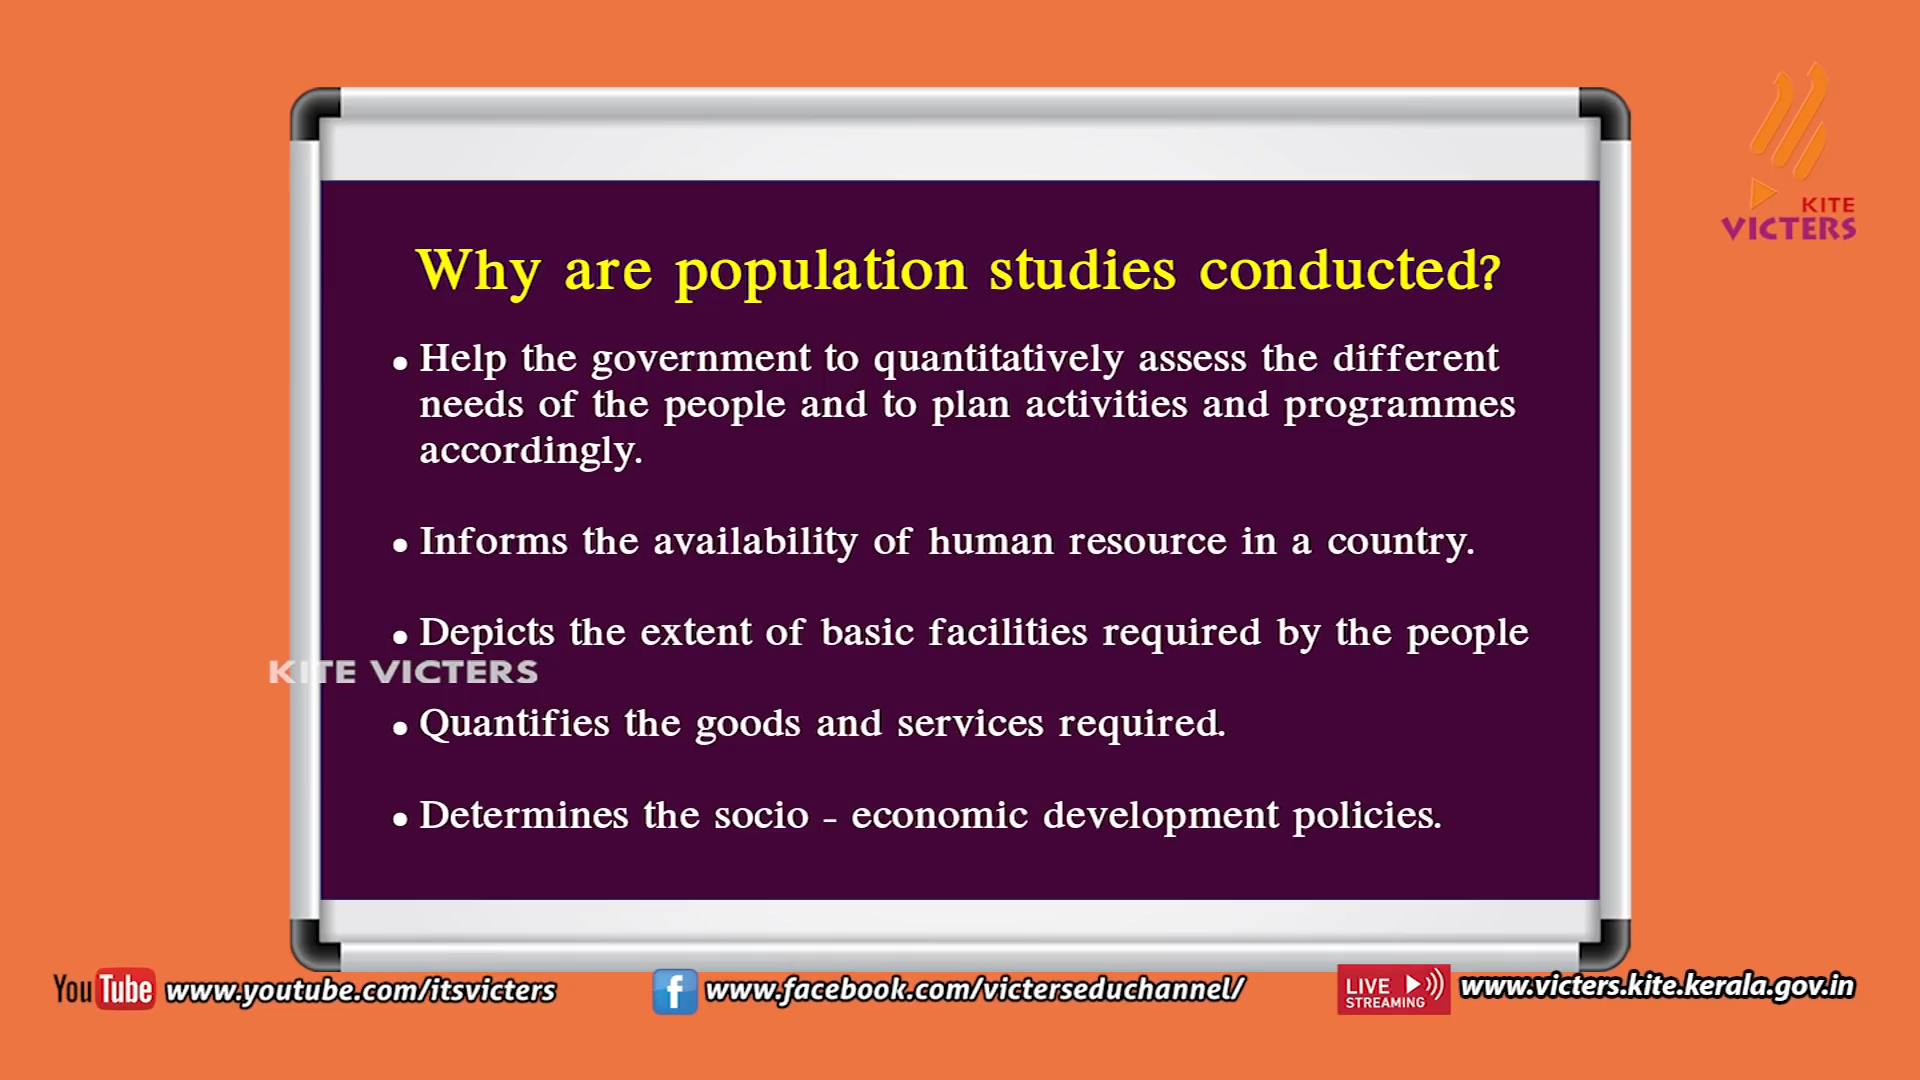 KITE
VICTERS
Why are population studies conducted?
• Help the government to quantitatively assess the different
needs of the people and to plan activities and programmes
accordingly.
• Informs the availability of human resource in a country.
• Depicts the extent of basic facilities required by the people
KITE VICTERS
• Quantifies the goods and services required.
• Determines the socio - economic development policies.
YouTube www.youtube.com/itsvicters
f www.facebook.com/victerseduchannel/
LIVE STREAMING www.victers.kite.kerala.gov.in